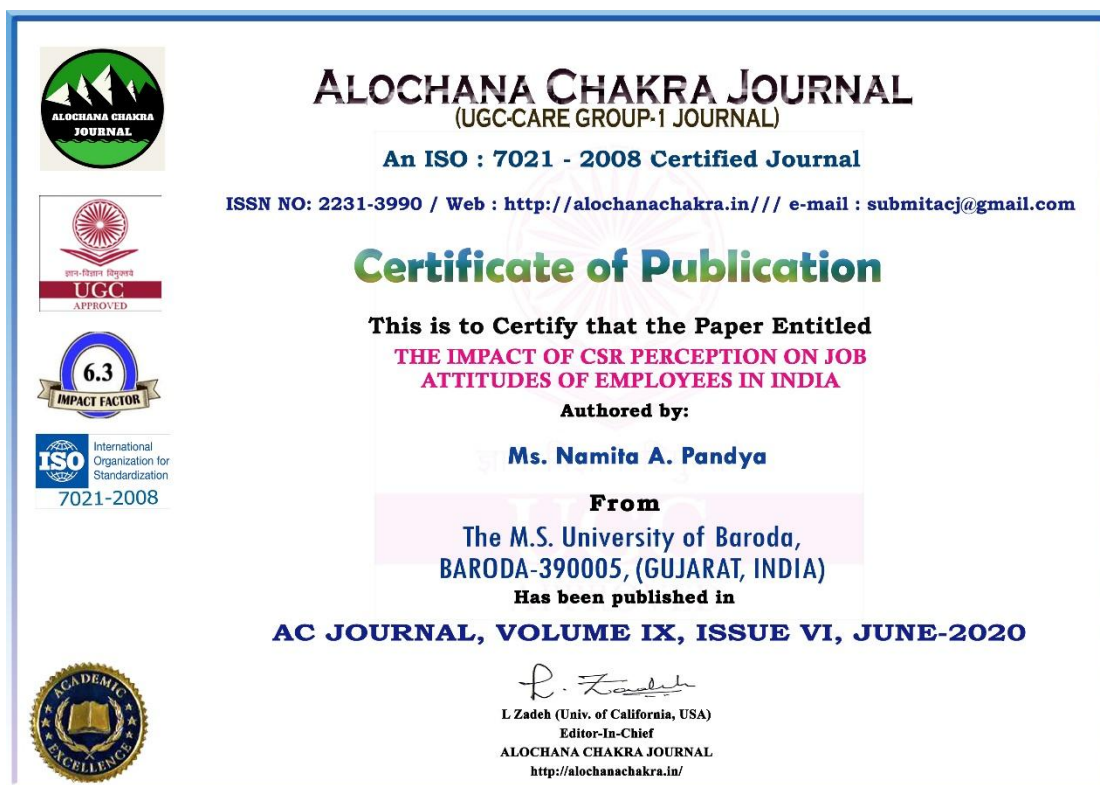 ALOCHANA CHAKRA
JOURNAL
ALOCHANA CHAKRA JOURNAL
(UGC-CARE GROUP-1 JOURNAL)
An ISO : 7021 - 2008 Certified Journal
ISSN NO: 2231-3990 / Web : http://alochanachakra.in/// e-mail : submitacj@gmail.com
ज्ञान-विज्ञान विमुक्तये
UGC
APPROVED
Certificate of Publication
This is to Certify that the Paper Entitled
THE IMPACT OF CSR PERCEPTION ON JOB
ATTITUDES OF EMPLOYEES IN INDIA
6.3
IMPACT FACTOR
Authored by:
Ms. Namita A. Pandya
ISO
International
Organization for
Standardization
7021-2008
From
The M.S. University of Baroda,
BARODA-390005, (GUJARAT, INDIA)
Has been published in
AC JOURNAL, VOLUME IX, ISSUE VI, JUNE-2020
ACADEMIC
EXCELLENCE
L. Zadeh
L Zadeh (Univ. of California, USA)
Editor-In-Chief
ALOCHANA CHAKRA JOURNAL
http://alochanachakra.in/